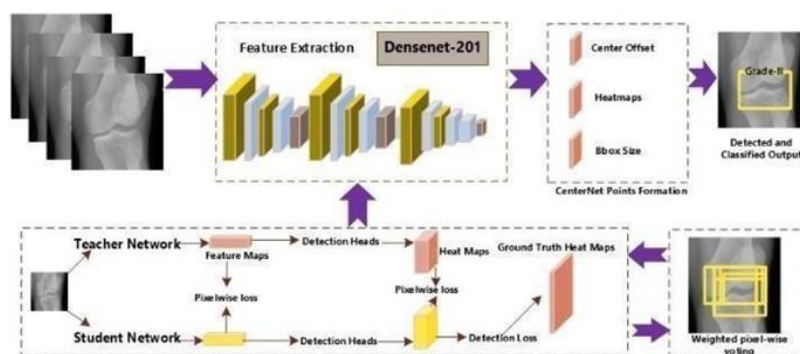 Feature Extraction
Densenet-201
Center Offset
Heatmaps
Bbox Size
CenterNet Points Formation
Grade-II
Detected and
Classified Output
Teacher Network
Feature Maps
Detection Heads
Heat Maps
Ground Truth Heat Maps
Pixelwise loss
Pixelwise loss
Student Network
Detection Heads
Detection Loss
Weighted pixel-wise
voting